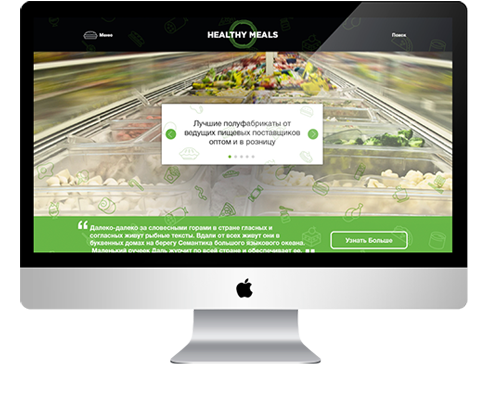 Меню
HEALTHY MEALS
Поиск
Лучшие полуфабрикаты от
ведущих пищевых поставщиков
оптом и в розницу
“ Далеко-далеко за словесными горами в стране гласных и
согласных живут рыбные тексты. Вдали от всех живут они в
буквенных домах на берегу Семантика большого языкового океана.
Маленький ручеек Даль журчит по всей стране и обеспечивает ее
Узнать Больше